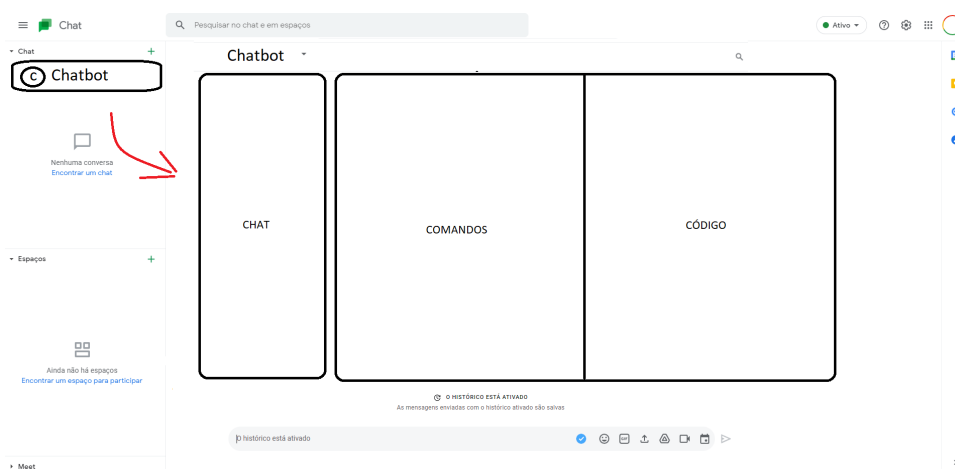 Chat
Pesquisar no chat e em espaços
Ativo
Chat
C Chatbot
Nenhuma conversa
Encontrar um chat
Espaços
Ainda não há espaços
Encontrar um espaço para participar
Meet
Chatbot
CHAT
COMANDOS
CÓDIGO
O HISTÓRICO ESTÁ ATIVADO
As mensagens enviadas com o histórico ativado são salvas
O histórico está ativado
GIF